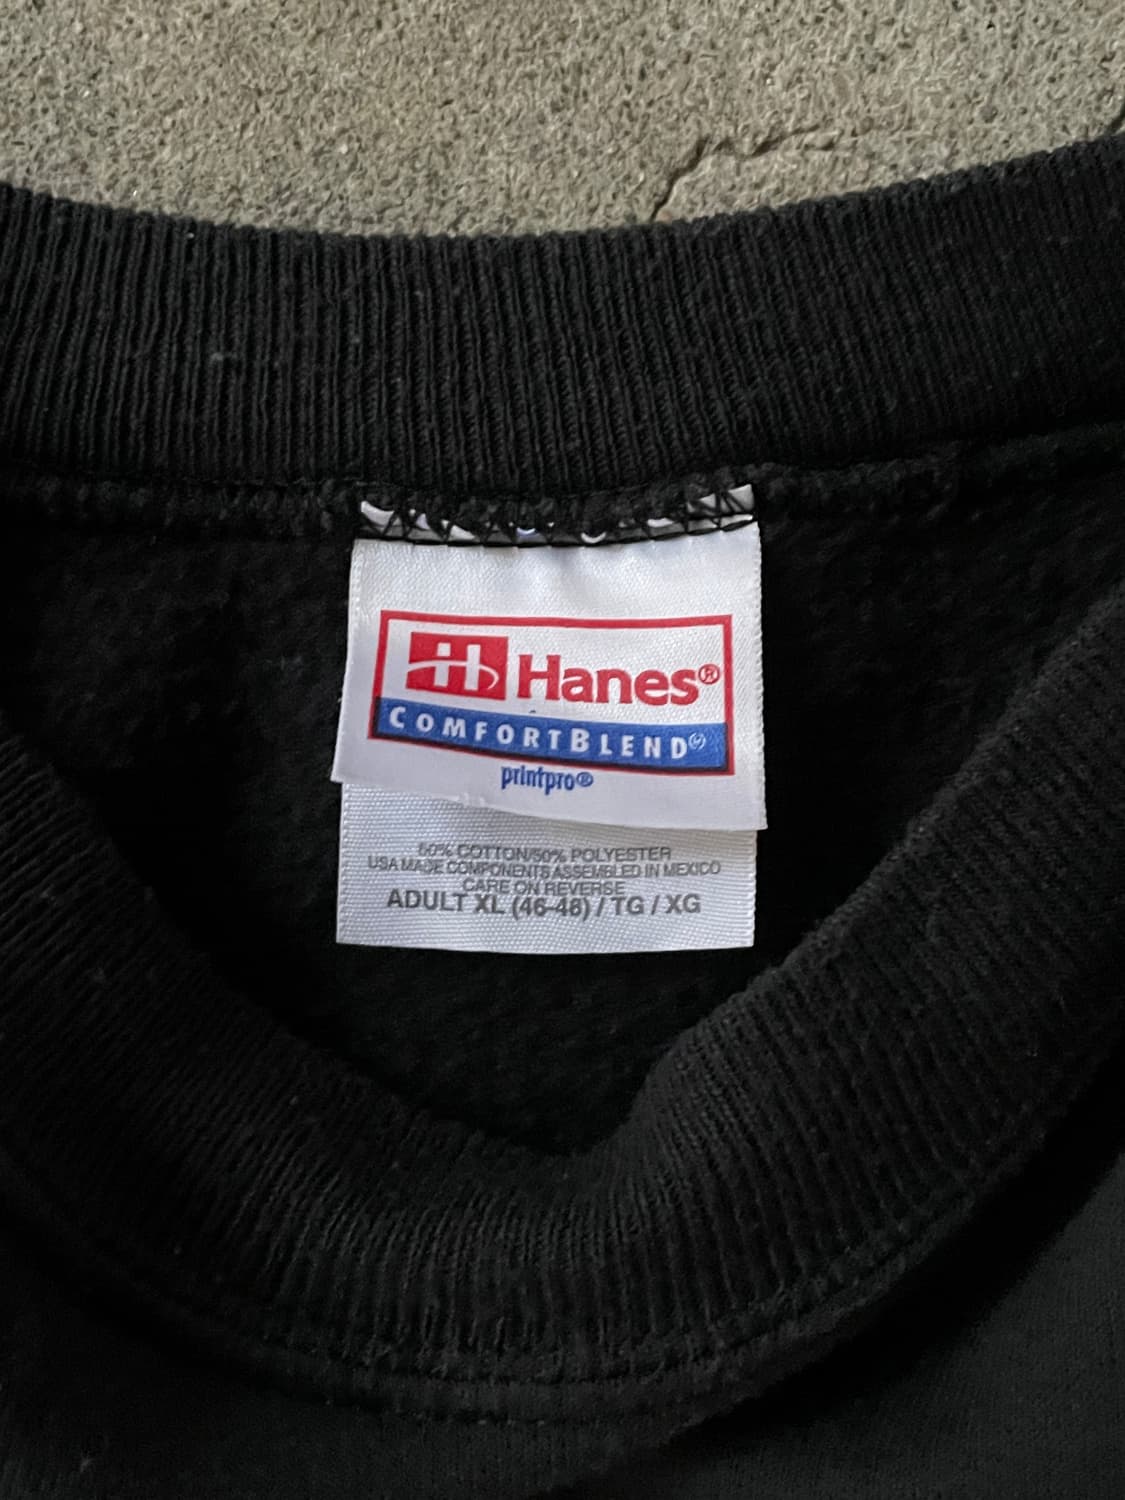 Hanes®
COMFORTBLEND®
printpro®
50% COTTON/50% POLYESTER
USA MADE COMPONENTS ASSEMBLED IN MEXICO
CARE ON REVERSE
ADULT XL (46-48) / TG / XG